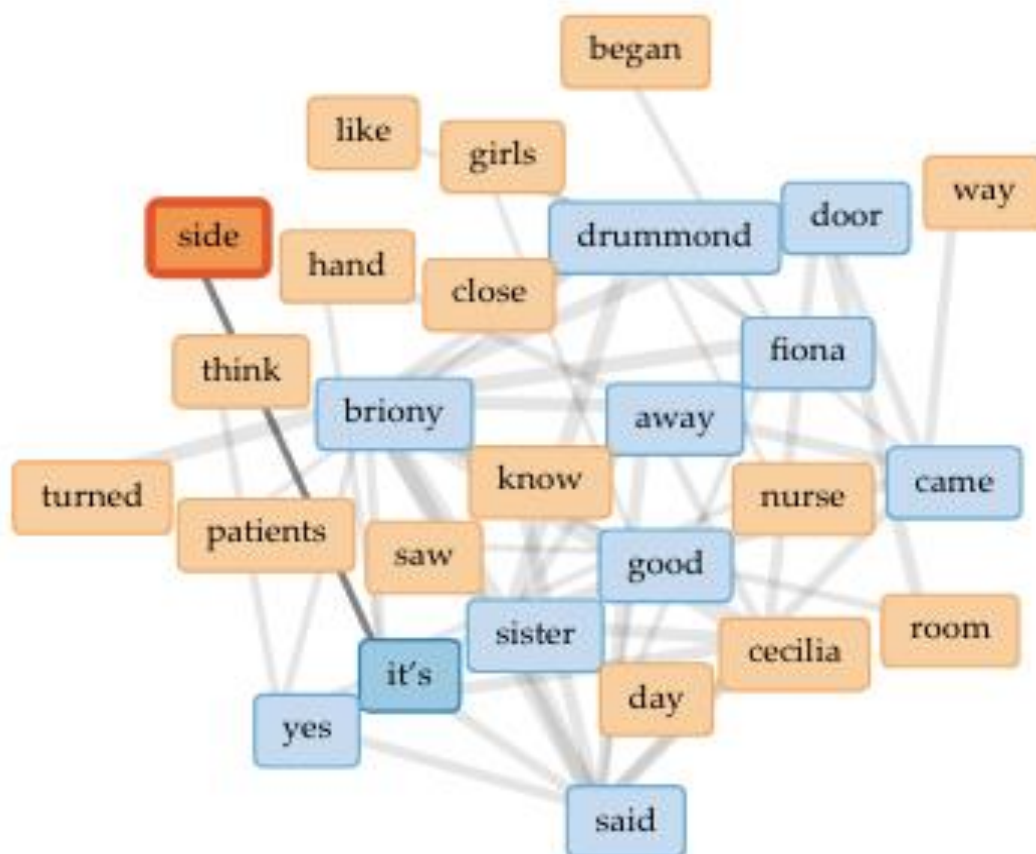 began
like
girls
way
door
side
drummond
hand
close
fiona
think
briony
away
know
came
turned
nurse
patients
saw
good
sister
room
cecilia
it's
day
yes
said